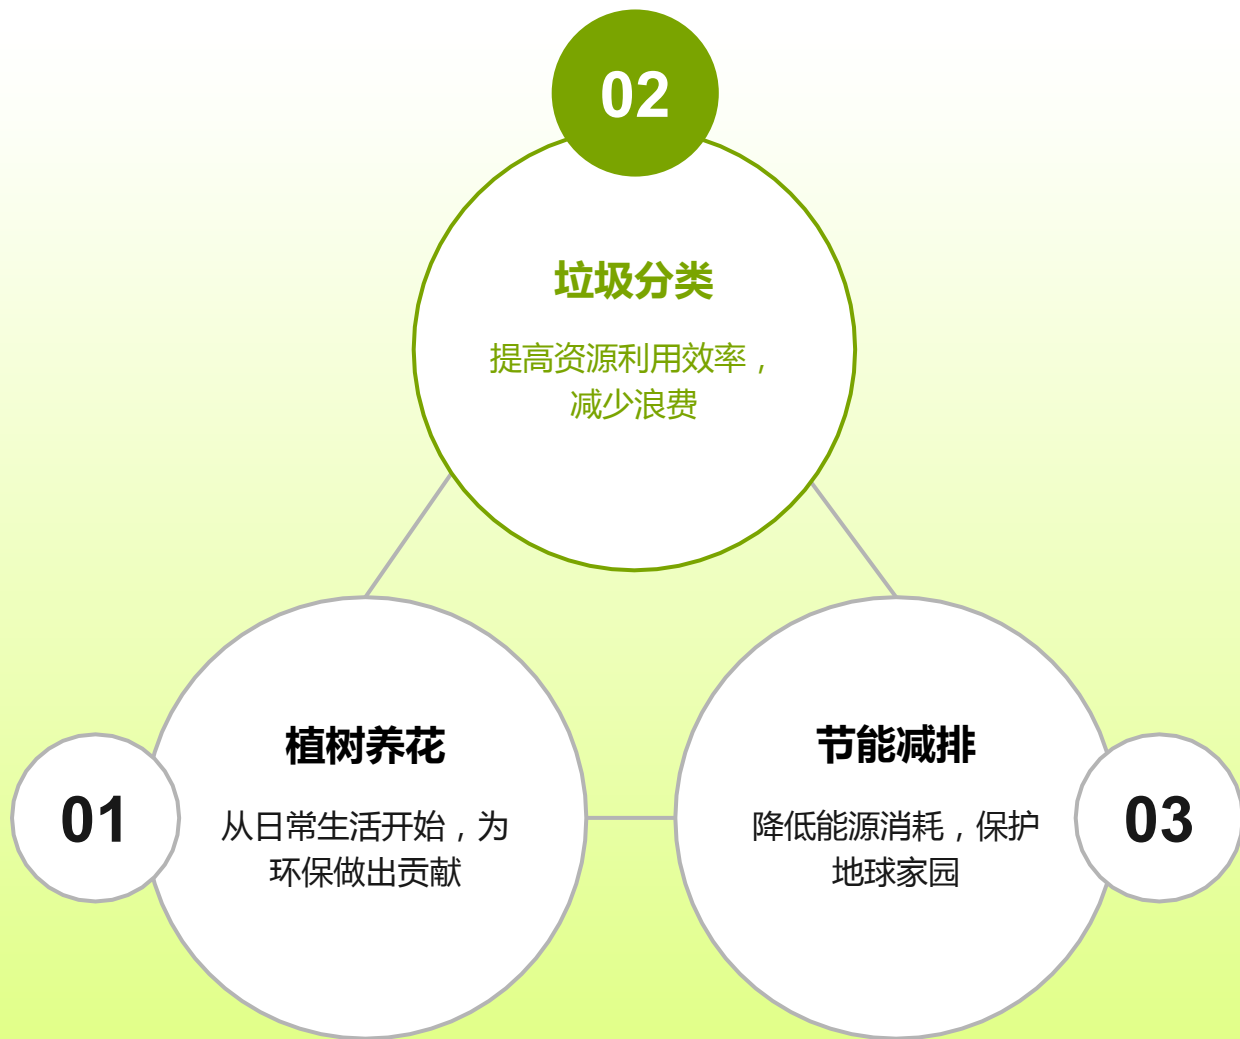 02
垃圾分类
提高资源利用效率，
减少浪费
01
植树养花
从日常生活开始，为
环保做出贡献
节能减排
降低能源消耗，保护
地球家园
03